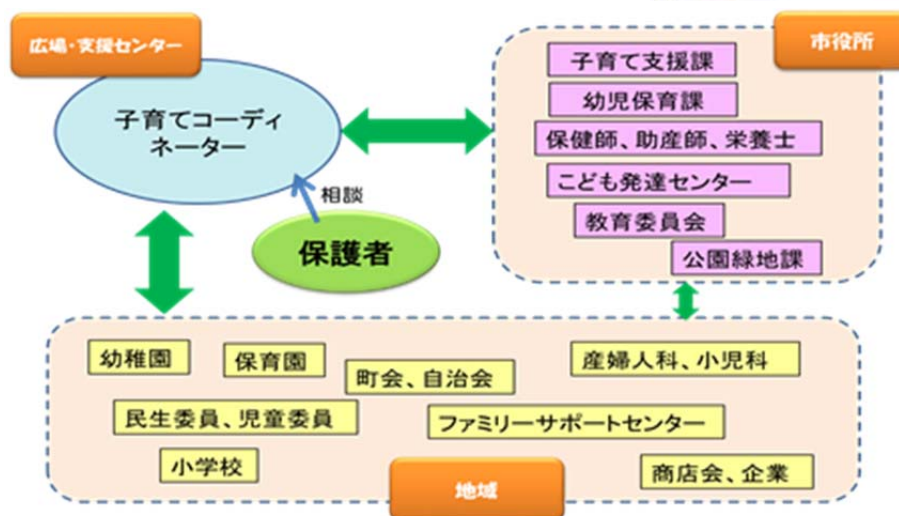 広場・支援センター
子育てコーディ
ネーター
相談
保護者
市役所
子育て支援課
幼児保育課
保健師、助産師、栄養士
こども発達センター
教育委員会
公園緑地課
幼稚園
保育園
町会、自治会
産婦人科、小児科
民生委員、児童委員
ファミリーサポートセンター
小学校
商店会、企業
地域